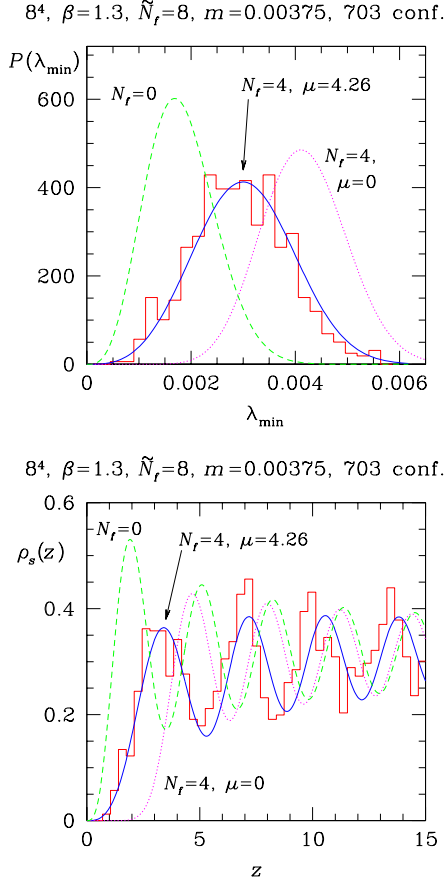 8⁴, β=1.3, Ñ_f=8, m=0.00375, 703 conf.
P(λ_min)
N_f=0
N_f=4, μ=4.26
N_f=4,
μ=0
600
400
200
0
0 0.002 0.004 0.006
λ_min
8⁴, β=1.3, Ñ_f=8, m=0.00375, 703 conf.
0.6
N_f=0
N_f=4, μ=4.26
ρ_s(z)
0.4
0.2
N_f=4, μ=0
0
0 5 10 15
z